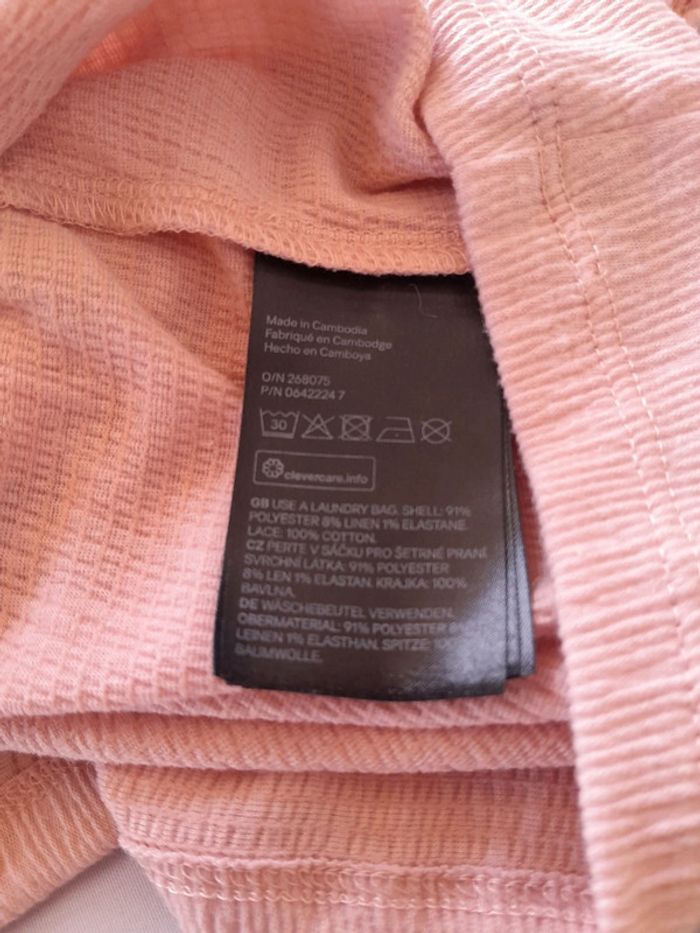 Made in Cambodia
Fabriqué en Cambodge
Hecho en Camboya
O/N 268075
P/N 0642224 7
30
clevercare.info
GB USE A LAUNDRY BAG. SHELL: 91%
POLYESTER 8% LINEN 1% ELASTANE.
LACE: 100% COTTON.
CZ PERTE V SÁČKU PRO ŠETRNÉ PRANÍ.
SVRCHNÍ LÁTKA: 91% POLYESTER
8% LEN 1% ELASTAN. KRAJKA: 100%
BAVLNA.
DE WÄSCHEBEUTEL VERWENDEN.
OBERMATERIAL: 91% POLYESTER
LEINEN 1% ELASTHAN. SPITZE:
BAUMWOLLE.